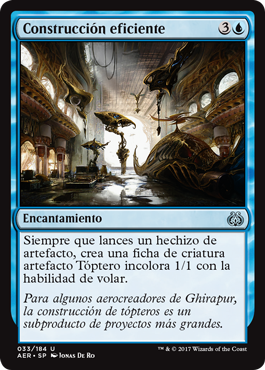 Construcción eficiente 3
Encantamiento
Siempre que lances un hechizo de
artefacto, crea una ficha de criatura
artefacto Tóptero incolora 1/1 con la
habilidad de volar.
Para algunos aerocreadores de Ghirapur,
la construcción de tópteros es un
subproducto de proyectos más grandes.
033/184 U
AER • SP Jonas De Ro
™ & © 2017 Wizards of the Coast